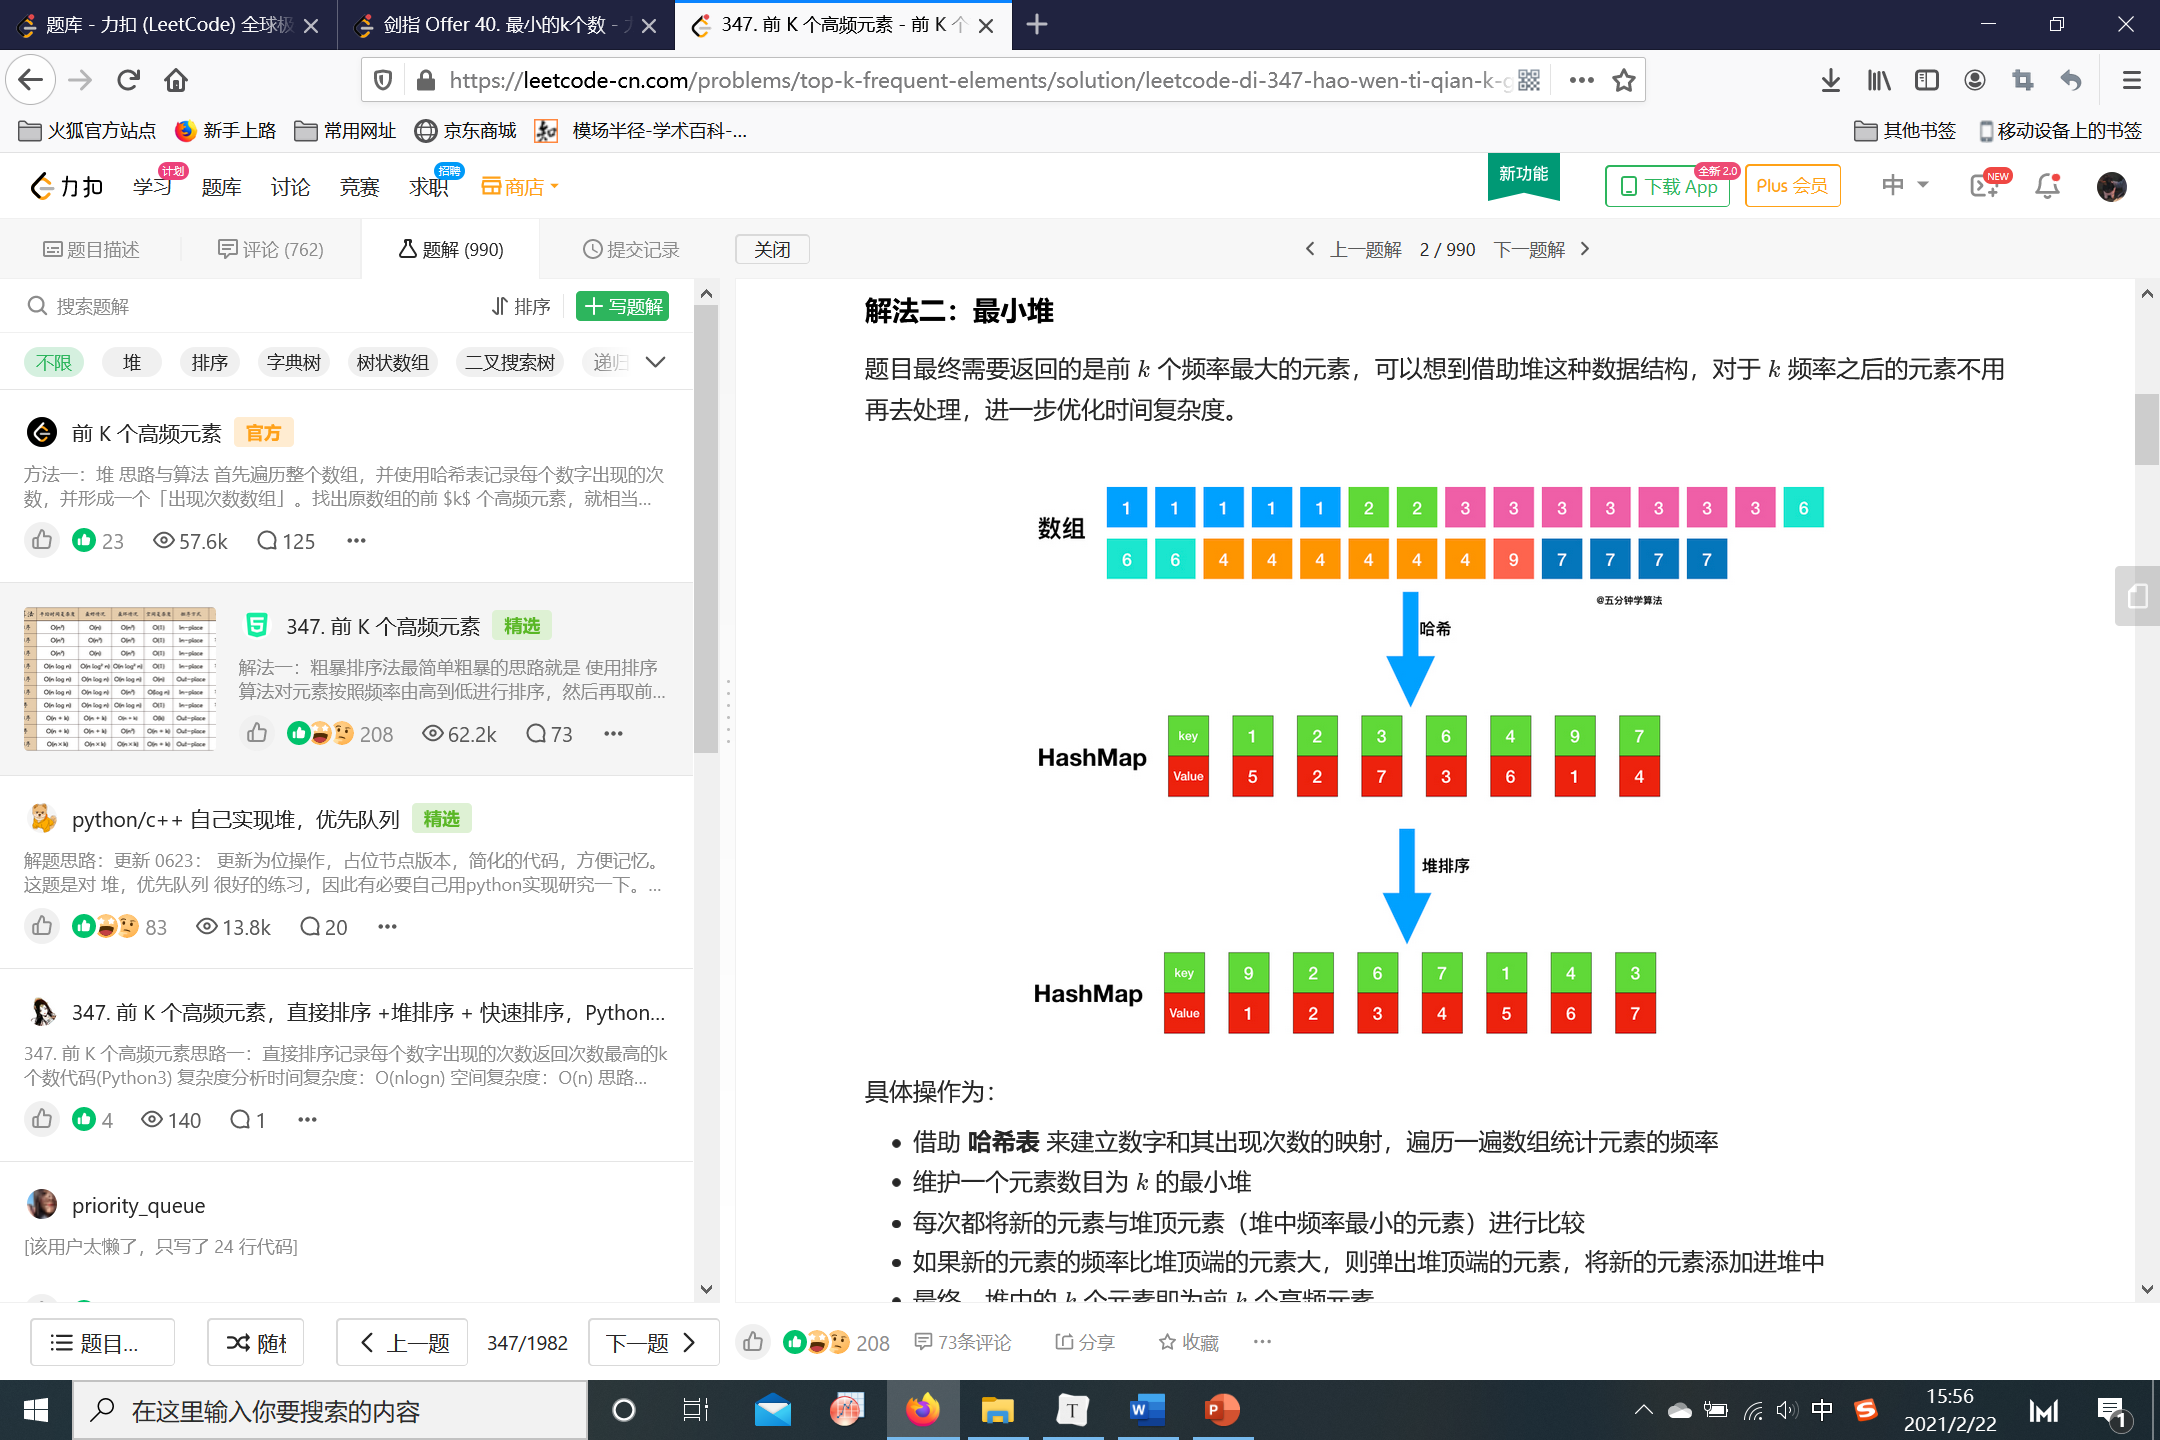 题库 - 力扣 (LeetCode) 全球极
剑指 Offer 40. 最小的k个数 -
347. 前 K 个高频元素 - 前 K 个
https://leetcode-cn.com/problems/top-k-frequent-elements/solution/leetcode-di-347-hao-wen-ti-qian-k-g
火狐官方站点 新手上路 常用网址 京东商城 知 模场半径-学术百科-... 其他书签 移动设备上的书签
力扣 学习 计划 题库 讨论 竞赛 求职 招聘 商店 新功能 下载 App 全新 2.0 Plus 会员 中 NEW
题目描述 评论 (762) 题解 (990) 提交记录 关闭 上一题解 2 / 990 下一题解
搜索题解 排序 写题解
不限 堆 排序 字典树 树状数组 二叉搜索树 递归
前 K 个高频元素 官方
方法一：堆 思路与算法 首先遍历整个数组，并使用哈希表记录每个数字出现的次
数，并形成一个「出现次数数组」。找出原数组的前 $k$ 个高频元素，就相当...
23 57.6k 125 •••
347. 前 K 个高频元素 精选
解法一：粗暴排序法最简单粗暴的思路就是 使用排序
算法对元素按照频率由高到低进行排序，然后再取前...
208 62.2k 73 •••
python/c++ 自己实现堆，优先队列 精选
解题思路：更新 0623： 更新为位操作，占位节点版本，简化的代码，方便记忆。
这题是对 堆，优先队列 很好的练习，因此有必要自己用python实现研究一下。...
83 13.8k 20 •••
347. 前 K 个高频元素，直接排序 +堆排序 + 快速排序，Python...
347. 前 K 个高频元素思路一：直接排序记录每个数字出现的次数返回次数最高的k
个数代码(Python3) 复杂度分析时间复杂度：O(nlogn) 空间复杂度：O(n) 思路...
4 140 1 •••
priority_queue
[该用户太懒了，只写了 24 行代码]
解法二：最小堆
题目最终需要返回的是前 k 个频率最大的元素，可以想到借助堆这种数据结构，对于 k 频率之后的元素不用
再去处理，进一步优化时间复杂度。
数组
1 1 1 1 1 2 2 3 3 3 3 3 3 3 6
6 6 4 4 4 4 4 4 9 7 7 7 7
@五分钟学算法
哈希
HashMap
key 1 2 3 6 4 9 7
Value 5 2 7 3 6 1 4
堆排序
HashMap
key 9 2 6 7 1 4 3
Value 1 2 3 4 5 6 7
具体操作为：
• 借助 哈希表 来建立数字和其出现次数的映射，遍历一遍数组统计元素的频率
• 维护一个元素数目为 k 的最小堆
• 每次都将新的元素与堆顶元素（堆中频率最小的元素）进行比较
• 如果新的元素的频率比堆顶端的元素大，则弹出堆顶端的元素，将新的元素添加进堆中
• 最终，堆中的 k 个元素即为前 k 个高频元素
题目... 随机 上一题 347/1982 下一题 208 73条评论 分享 收藏 •••
在这里输入你要搜索的内容
中
15:56
2021/2/22
1